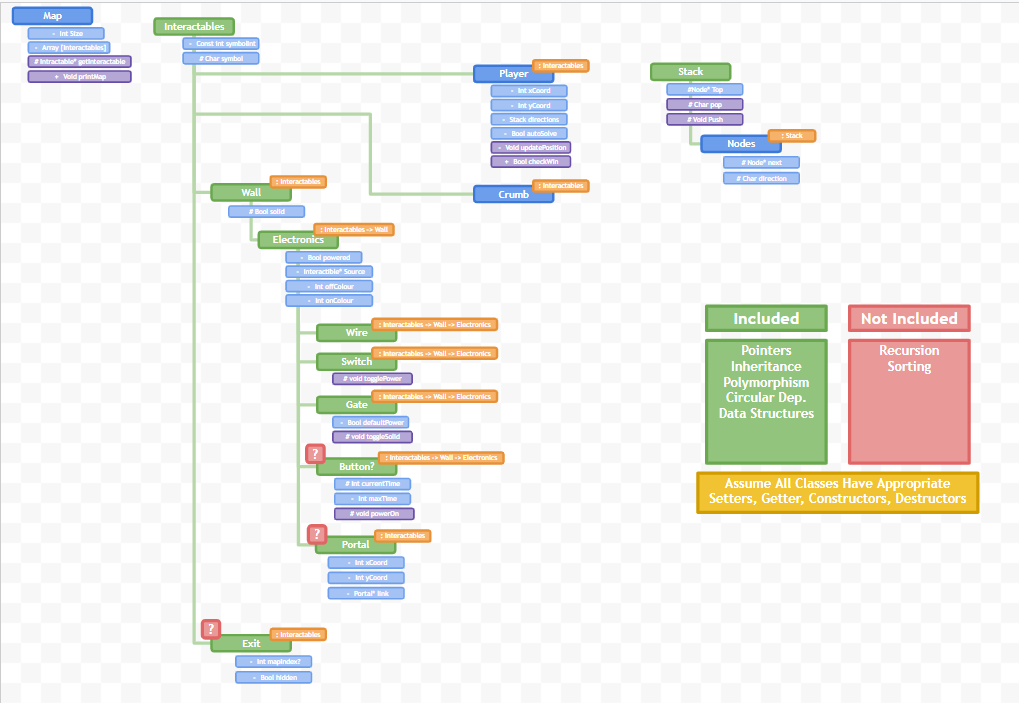 Map
- Int Size
- Array [Interactables]
# Intractable* getInteractable
+ Void printMap
Interactables
- Const int symbolInt
# Char symbol
Player
: Interactables
- Int xCoord
- Int yCoord
- Stack directions
- Bool autoSolve
- Void updatePosition
+ Bool checkWin
Crumb
: Interactables
Stack
#Node* Top
# Char pop
# Void Push
Nodes
: Stack
# Node* next
# Char direction
Wall
: Interactables
# Bool solid
Electronics
: Interactables -> Wall
- Bool powered
- Interactible* Source
- Int offColour
- Int onColour
Wire
: Interactables -> Wall -> Electronics
Switch
: Interactables -> Wall -> Electronics
# void togglePower
Gate
: Interactables -> Wall -> Electronics
- Bool defaultPower
# void toggleSolid
?
Button?
: Interactables -> Wall -> Electronics
# Int currentTime
- Int maxTime
# void powerOn
?
Portal
: Interactables
- Int xCoord
- Int yCoord
- Portal* link
?
Exit
: Interactables
- Int mapIndex?
- Bool hidden
Included
Pointers
Inheritance
Polymorphism
Circular Dep.
Data Structures
Not Included
Recursion
Sorting
Assume All Classes Have Appropriate
Setters, Getter, Constructors, Destructors